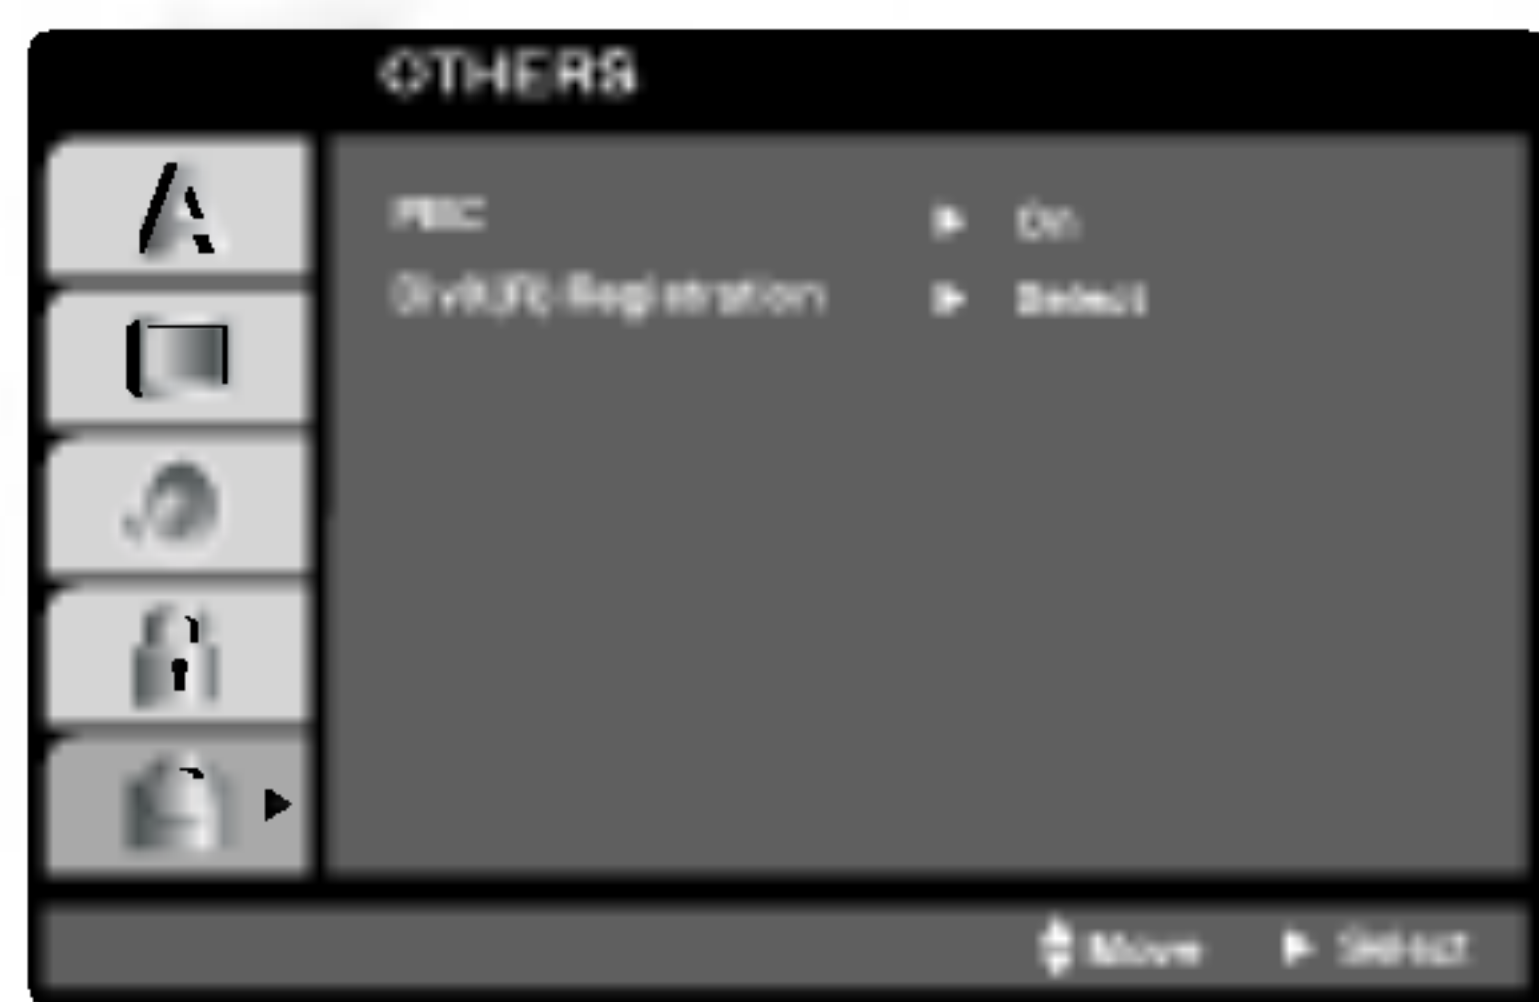 OTHERS
PBC ► On
DivX(R) Registration ► Select
Move ► Select